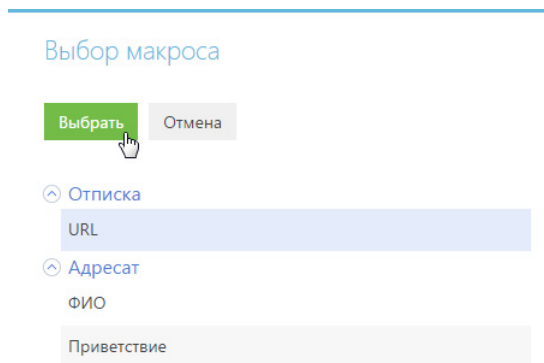 Выбор макроса
Выбрать Отмена
Отписка
URL
Адресат
ФИО
Приветствие